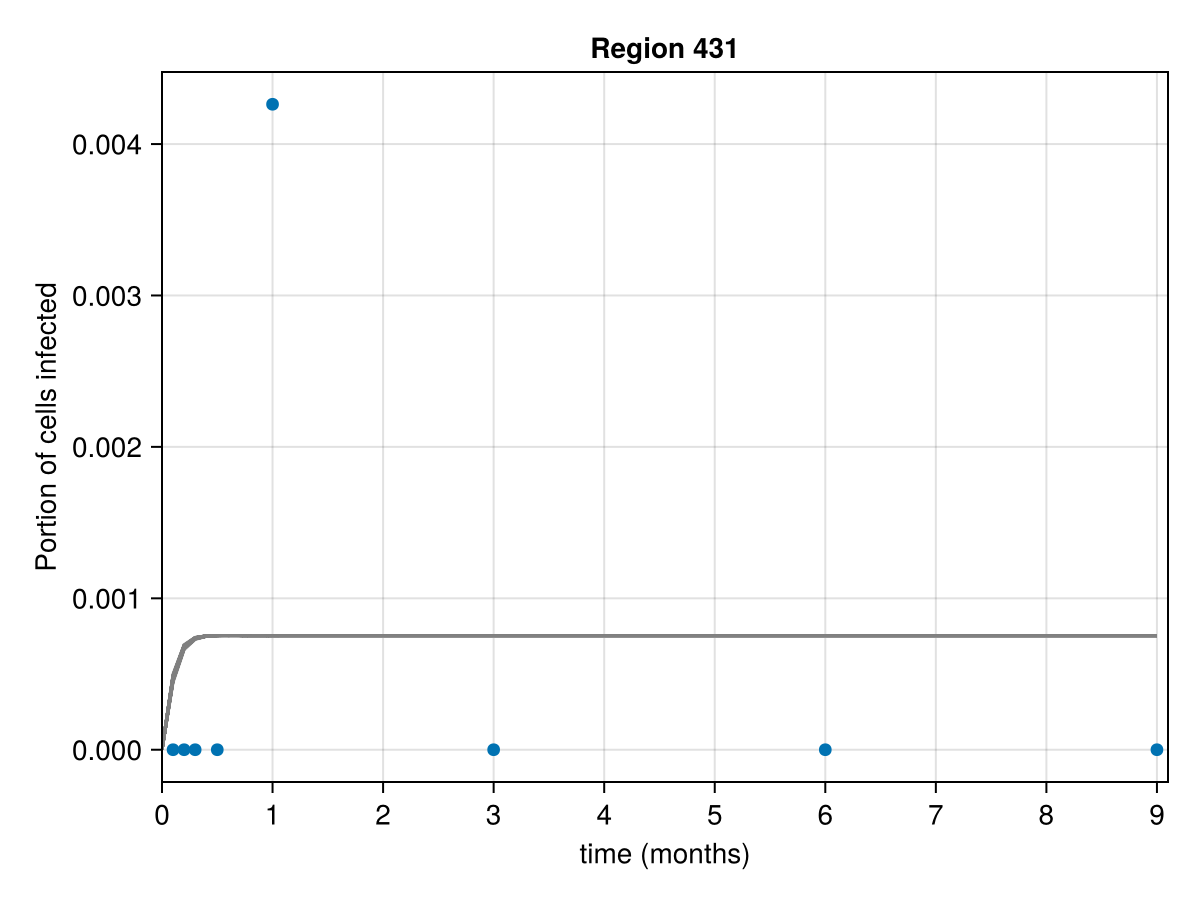 Region 431
Portion of cells infected
0.004
0.003
0.002
0.001
0.000
0 1 2 3 4 5 6 7 8 9
time (months)